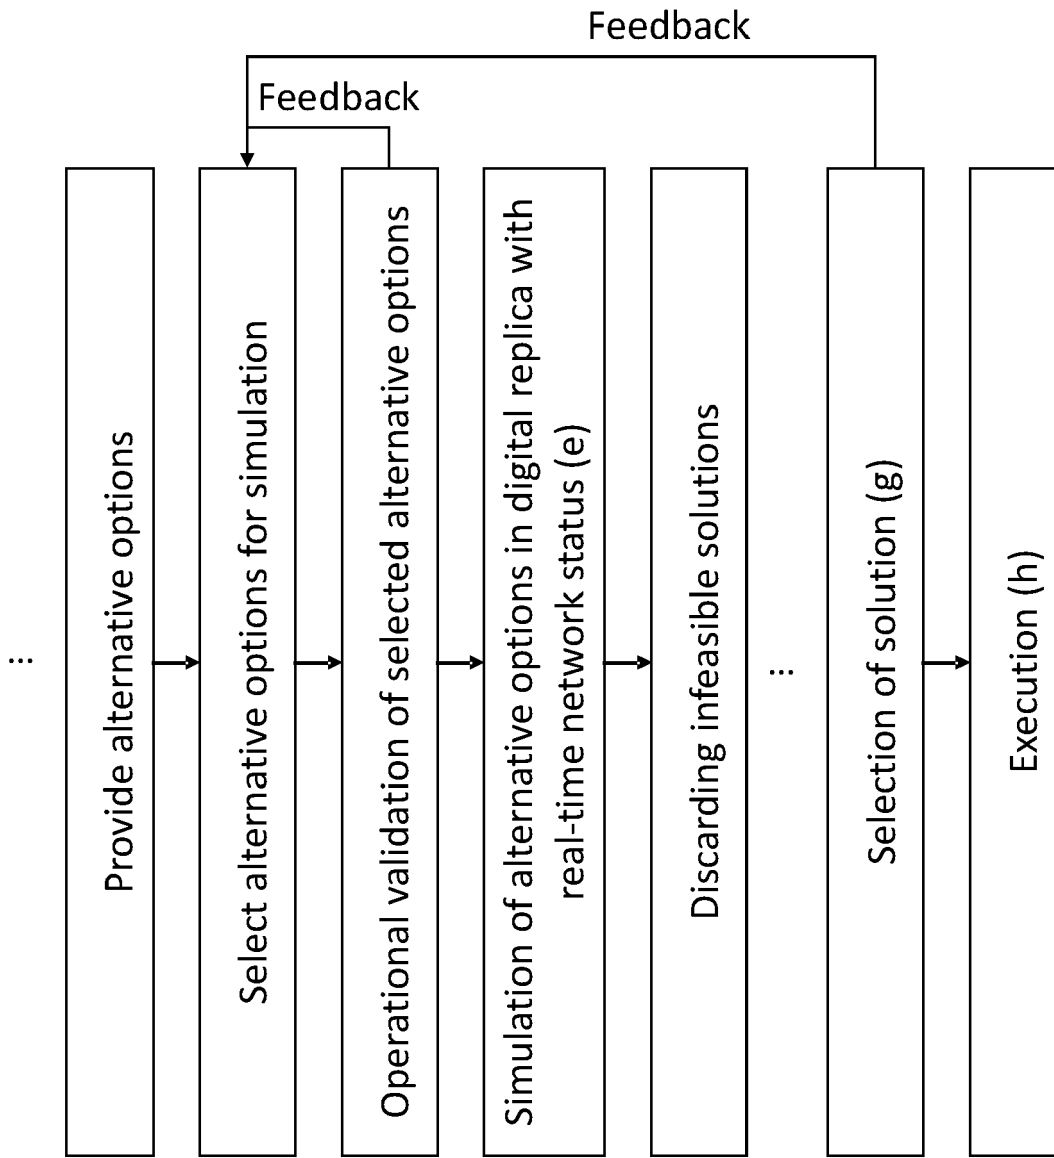 Feedback
Feedback
...
Provide alternative options
Select alternative options for simulation
Operational validation of selected alternative options
Simulation of alternative options in digital replica with
real-time network status (e)
Discarding infeasible solutions
...
Selection of solution (g)
Execution (h)